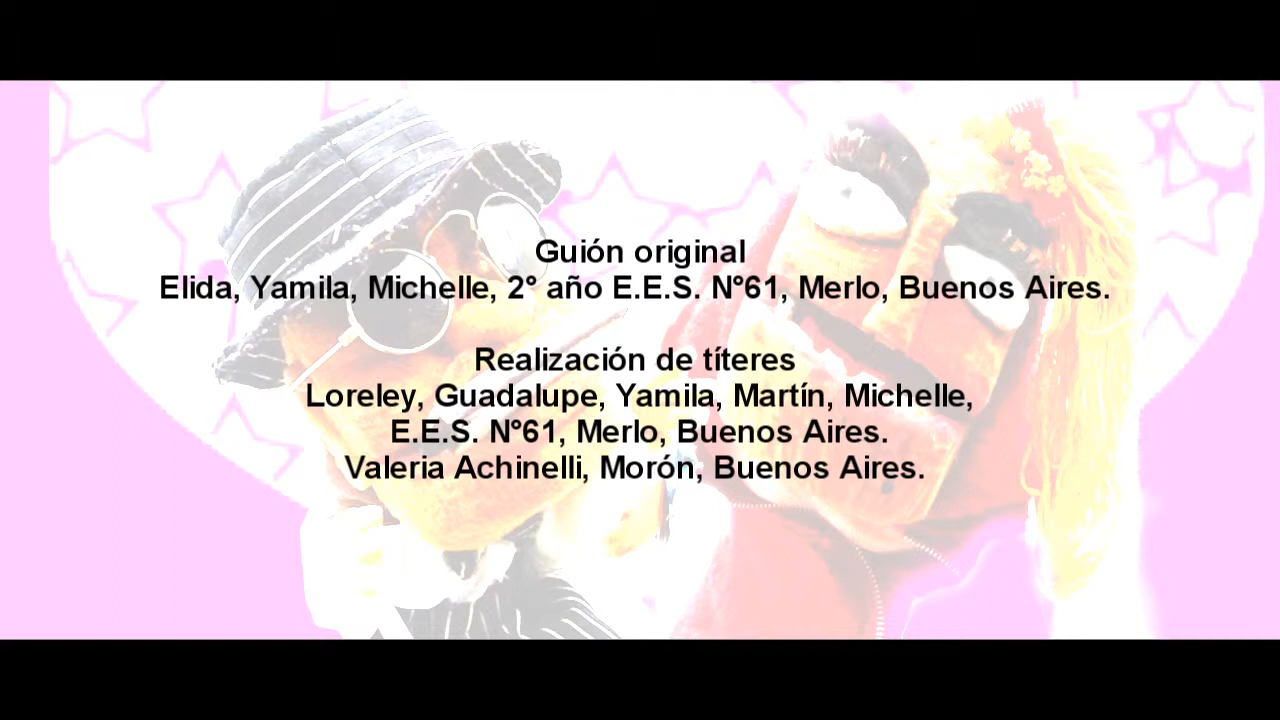 Guión original
Elida, Yamila, Michelle, 2° año E.E.S. N°61, Merlo, Buenos Aires.
Realización de títeres
Loreley, Guadalupe, Yamila, Martín, Michelle,
E.E.S. N°61, Merlo, Buenos Aires.
Valeria Achinelli, Morón, Buenos Aires.